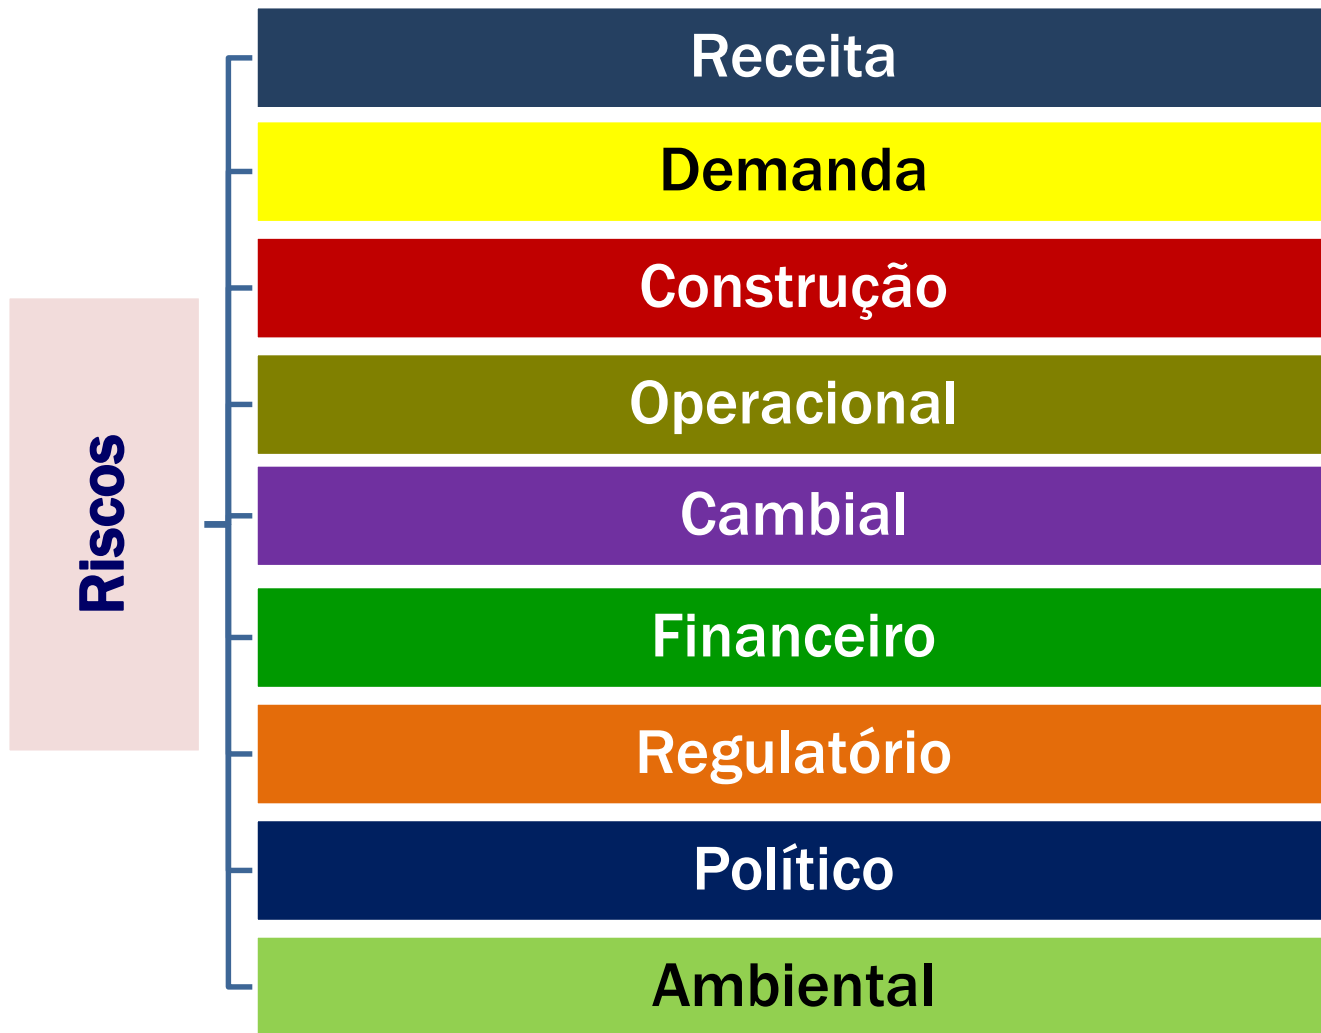 Riscos
Receita
Demanda
Construção
Operacional
Cambial
Financeiro
Regulatório
Político
Ambiental